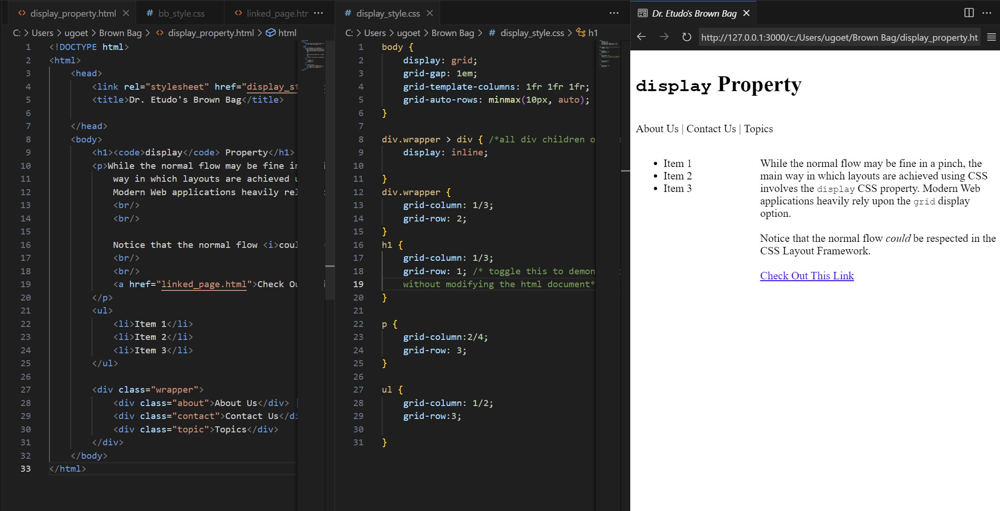 display_property.html
bb_style.css
linked_page.htr
C: > Users > ugoet > Brown Bag > display_property.html > html
1 <!DOCTYPE html>
2 <html>
3 <head>
4 <link rel="stylesheet" href="display_st
5 <title>Dr. Etudo's Brown Bag</title>
6
7 </head>
8 <body>
9 <h1><code>display</code> Property</h1>
10 <p>While the normal flow may be fine in
11 way in which layouts are achieved u
12 Modern Web applications heavily rel
13 <br/>
14 <br/>
15
16 Notice that the normal flow <i>coul
17 <br/>
18 <br/>
19 <a href="linked_page.html">Check Ou
20 </p>
21 <ul>
22 <li>Item 1</li>
23 <li>Item 2</li>
24 <li>Item 3</li>
25 </ul>
26
27 <div class="wrapper">
28 <div class="about">About Us</div> |
29 <div class="contact">Contact Us</di
30 <div class="topic">Topics</div>
31 </div>
32 </body>
33 </html>
# display_style.css
C: > Users > ugoet > Brown Bag > # display_style.css > h1
1 body {
2 display: grid;
3 grid-gap: 1em;
4 grid-template-columns: 1fr 1fr 1fr;
5 grid-auto-rows: minmax(10px, auto);
6 }
7
8 div.wrapper > div { /*all div children o
9 display: inline;
10
11 }
12 div.wrapper {
13 grid-column: 1/3;
14 grid-row: 2;
15 }
16 h1 {
17 grid-column: 1/3;
18 grid-row: 1; /* toggle this to demon
19 without modifying the html document*
20 }
21
22 p {
23 grid-column:2/4;
24 grid-row: 3;
25 }
26
27 ul {
28 grid-column: 1/2;
29 grid-row:3;
30
31 }
Dr. Etudo's Brown Bag
http://127.0.0.1:3000/c:/Users/ugoet/Brown Bag/display_property.ht
display Property
About Us | Contact Us | Topics
• Item 1
• Item 2
• Item 3
While the normal flow may be fine in a pinch, the
main way in which layouts are achieved using CSS
involves the display CSS property. Modern Web
applications heavily rely upon the grid display
option.
Notice that the normal flow could be respected in the
CSS Layout Framework.
Check Out This Link